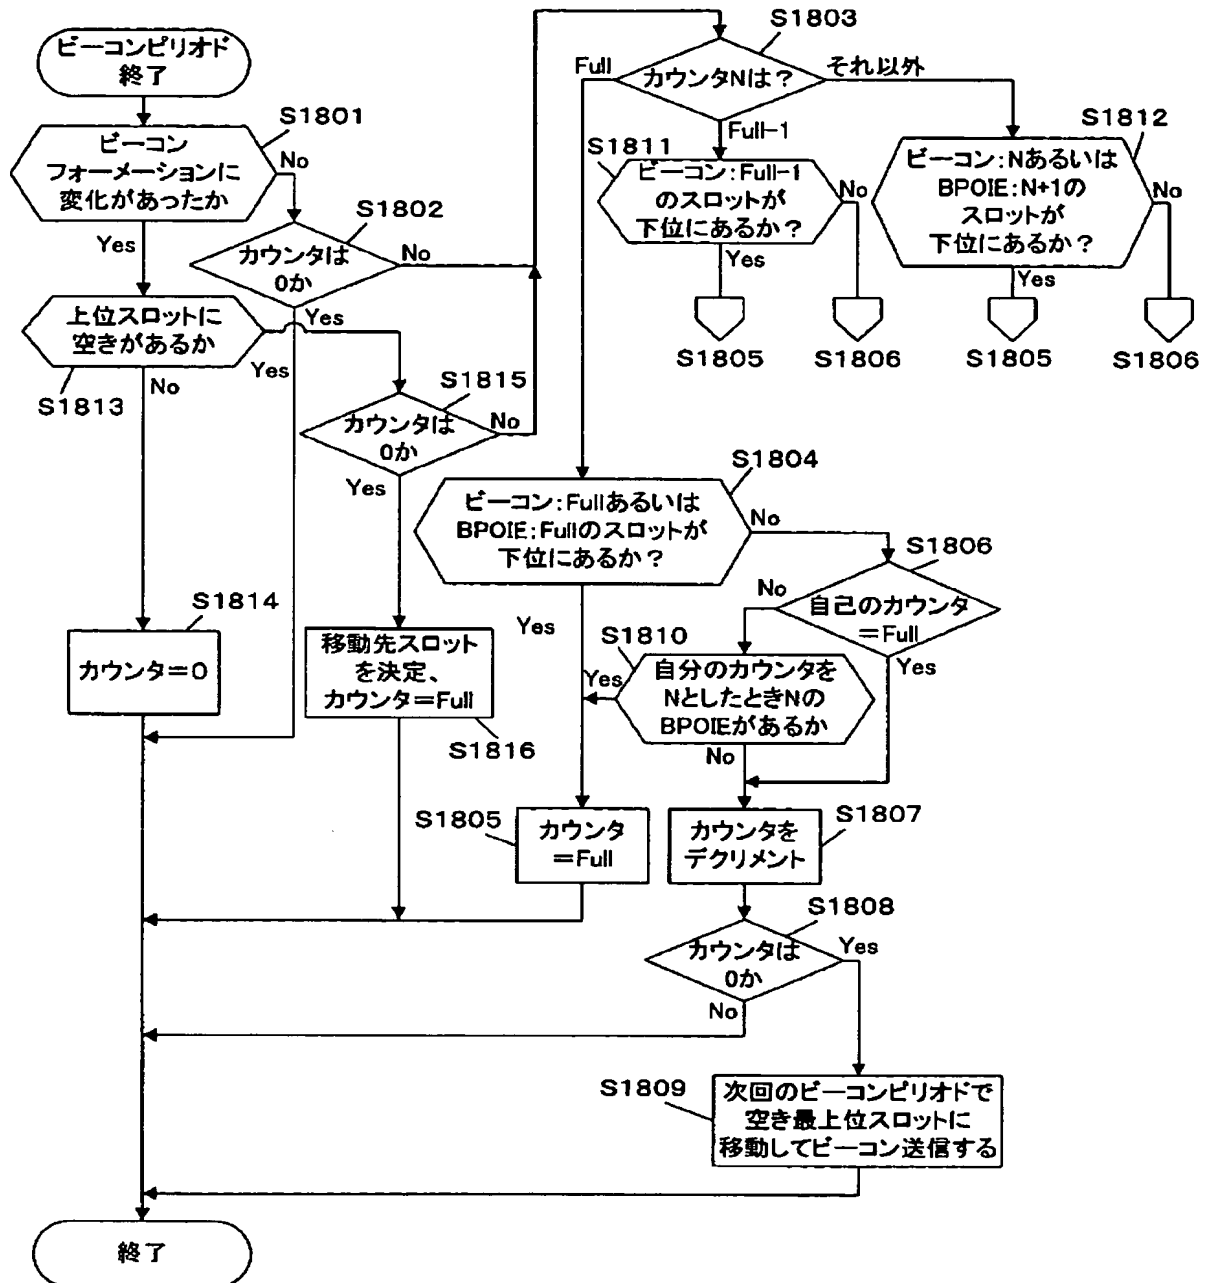 ビーコンピリオド
終了
S1801
ビーコン
フォーメーションに
変化があったか
No
Yes
S1802
カウンタは
0か
No
Yes
S1803
カウンタNは？
Full
それ以外
Full-1
S1811
ビーコン:Full-1
のスロットが
下位にあるか？
No
Yes
S1805
S1806
S1812
ビーコン:Nあるいは
BPOIE:N+1の
スロットが
下位にあるか？
No
Yes
S1805
S1806
上位スロットに
空きがあるか
Yes
No
S1813
S1815
カウンタは
0か
No
Yes
S1804
ビーコン:Fullあるいは
BPOIE:Fullのスロットが
下位にあるか？
No
Yes
S1806
自己のカウンタ
＝Full
No
Yes
S1814
カウンタ＝0
移動先スロット
を決定、
カウンタ＝Full
S1816
S1810
自分のカウンタを
NとしたときNの
BPOIEがあるか
Yes
No
S1805
カウンタ
＝Full
S1807
カウンタを
デクリメント
S1808
カウンタは
0か
Yes
No
S1809
次回のビーコンピリオドで
空き最上位スロットに
移動してビーコン送信する
終了